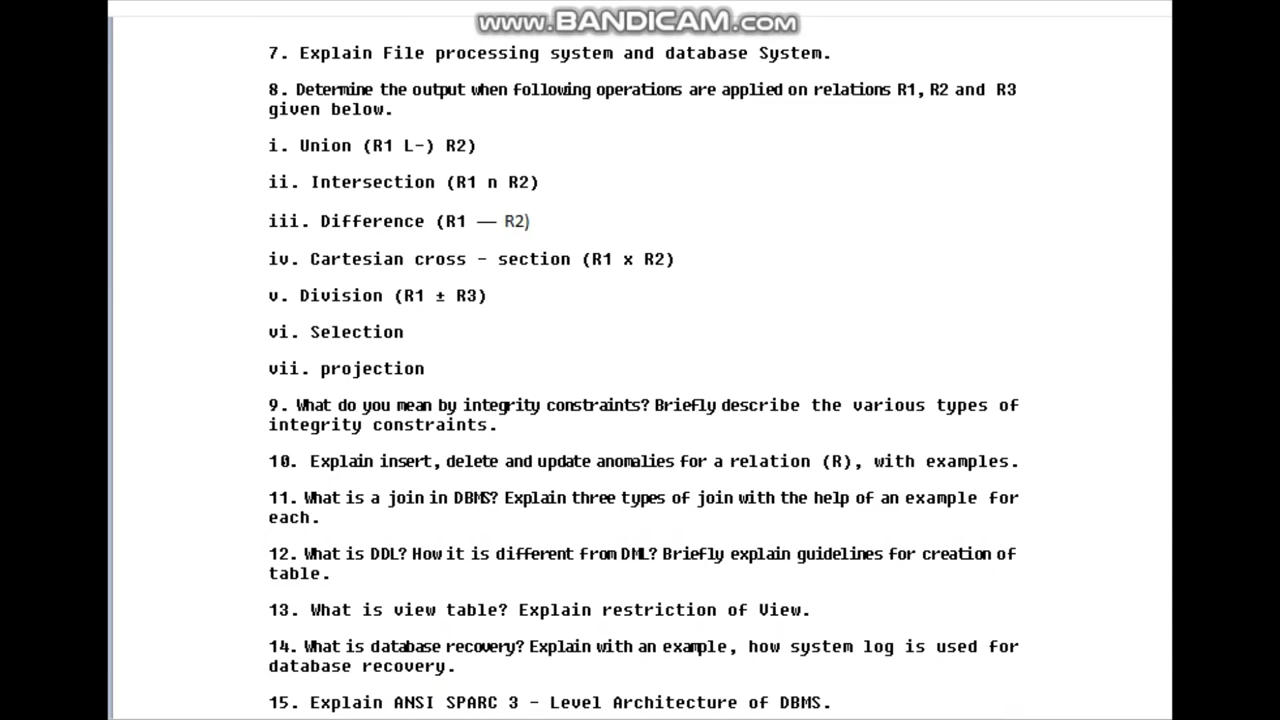 www.BANDICAM.com
7. Explain File processing system and database System.
8. Determine the output when following operations are applied on relations R1, R2 and R3
given below.
i. Union (R1 L-) R2)
ii. Intersection (R1 n R2)
iii. Difference (R1 — R2)
iv. Cartesian cross - section (R1 x R2)
v. Division (R1 ± R3)
vi. Selection
vii. projection
9. What do you mean by integrity constraints? Briefly describe the various types of
integrity constraints.
10. Explain insert, delete and update anomalies for a relation (R), with examples.
11. What is a join in DBMS? Explain three types of join with the help of an example for
each.
12. What is DDL? How it is different from DML? Briefly explain guidelines for creation of
table.
13. What is view table? Explain restriction of View.
14. What is database recovery? Explain with an example, how system log is used for
database recovery.
15. Explain ANSI SPARC 3 - Level Architecture of DBMS.